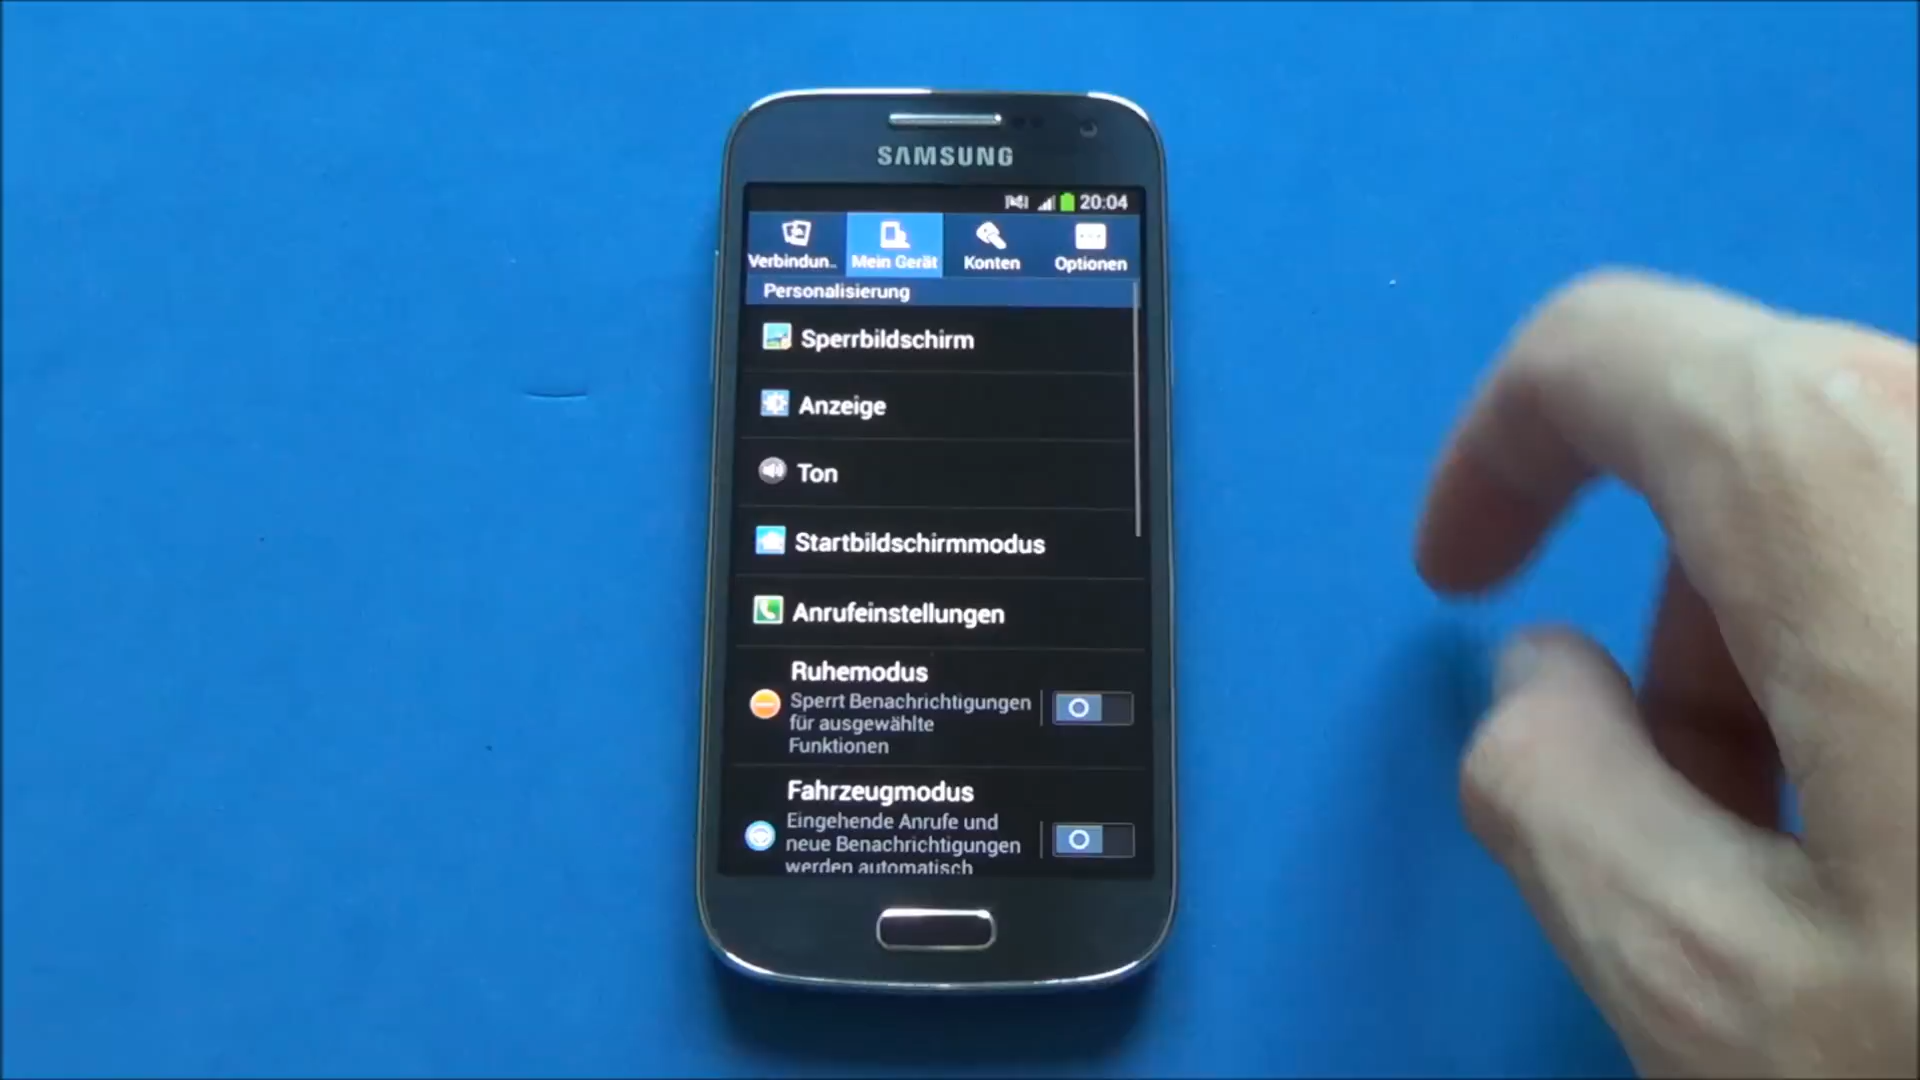 SAMSUNG
20:04
Verbindun..
Mein Gerät
Konten
Optionen
Personalisierung
Sperrbildschirm
Anzeige
Ton
Startbildschirmmodus
Anrufeinstellungen
Ruhemodus
Sperrt Benachrichtigungen
für ausgewählte
Funktionen
Fahrzeugmodus
Eingehende Anrufe und
neue Benachrichtigungen
werden automatisch